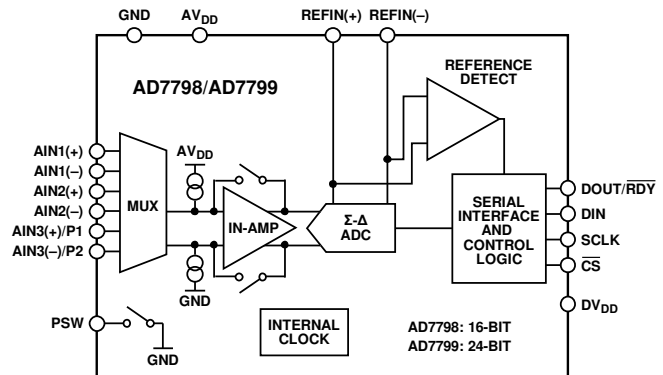 GND
AVDD
REFIN(+)
REFIN(–)
REFERENCE
DETECT
AD7798/AD7799
AIN1(+)
AIN1(–)
AIN2(+)
AIN2(–)
AIN3(+)/P1
AIN3(–)/P2
MUX
AVDD
GND
IN-AMP
Σ-Δ
ADC
SERIAL
INTERFACE
AND
CONTROL
LOGIC
DOUT/RDY
DIN
SCLK
CS
DVDD
PSW
GND
INTERNAL
CLOCK
AD7798: 16-BIT
AD7799: 24-BIT